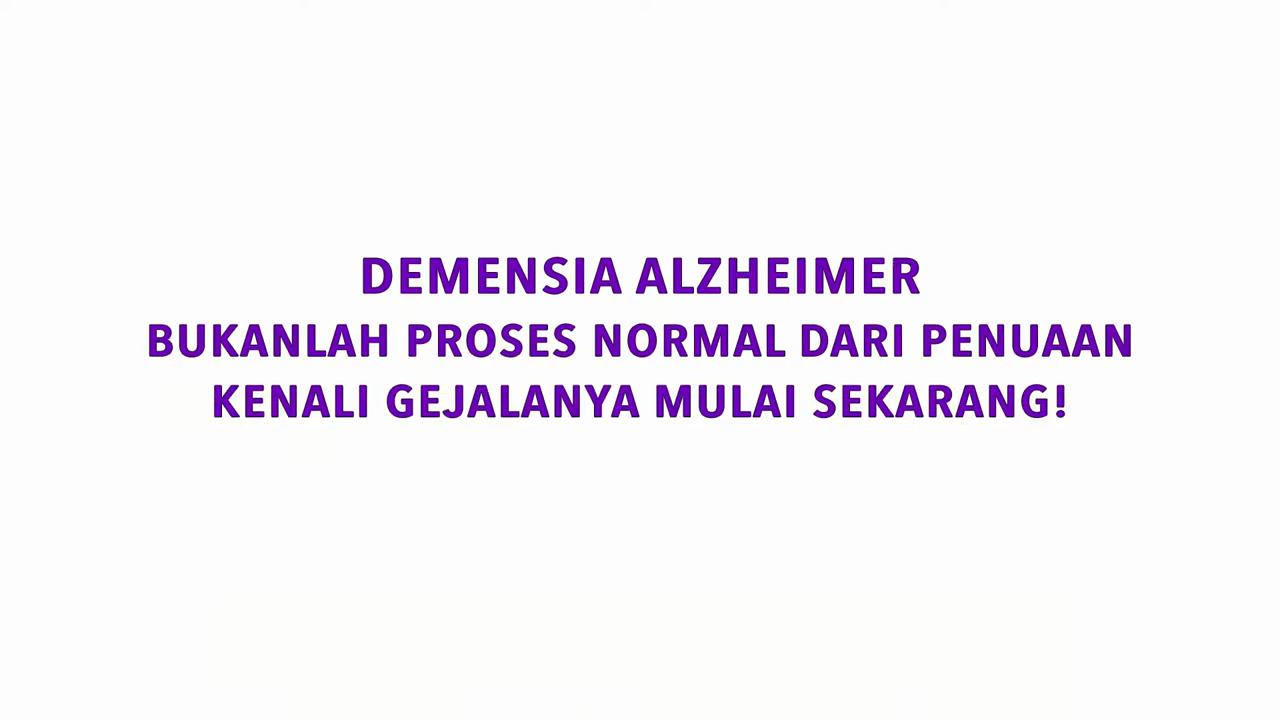 DEMENSIA ALZHEIMER
BUKANLAH PROSES NORMAL DARI PENUAAN
KENALI GEJALANYA MULAI SEKARANG!